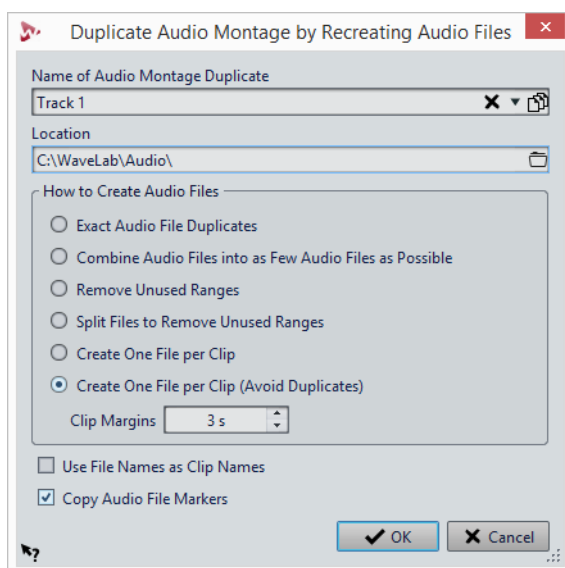 Duplicate Audio Montage by Recreating Audio Files
Name of Audio Montage Duplicate
Track 1
Location
C:\WaveLab\Audio\
How to Create Audio Files
Exact Audio File Duplicates
Combine Audio Files into as Few Audio Files as Possible
Remove Unused Ranges
Split Files to Remove Unused Ranges
Create One File per Clip
Create One File per Clip (Avoid Duplicates)
Clip Margins 3 s
Use File Names as Clip Names
Copy Audio File Markers
OK Cancel
?